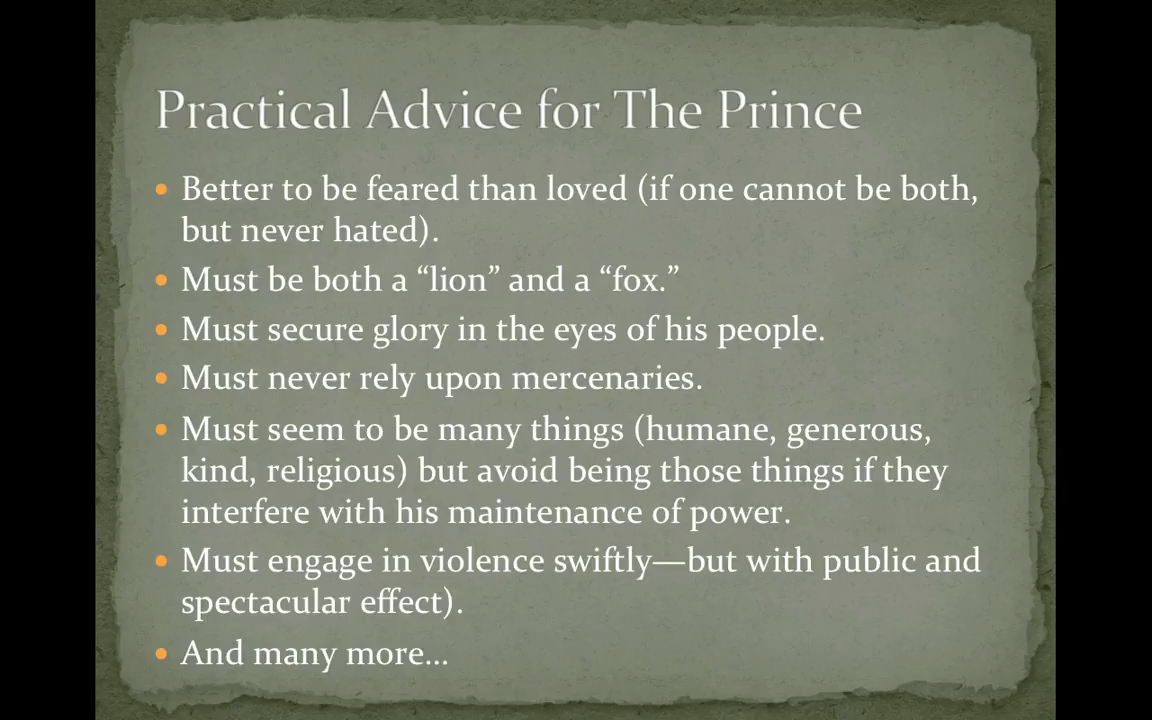 Practical Advice for The Prince
• Better to be feared than loved (if one cannot be both,
but never hated).
• Must be both a “lion” and a “fox.”
• Must secure glory in the eyes of his people.
• Must never rely upon mercenaries.
• Must seem to be many things (humane, generous,
kind, religious) but avoid being those things if they
interfere with his maintenance of power.
• Must engage in violence swiftly—but with public and
spectacular effect).
• And many more…